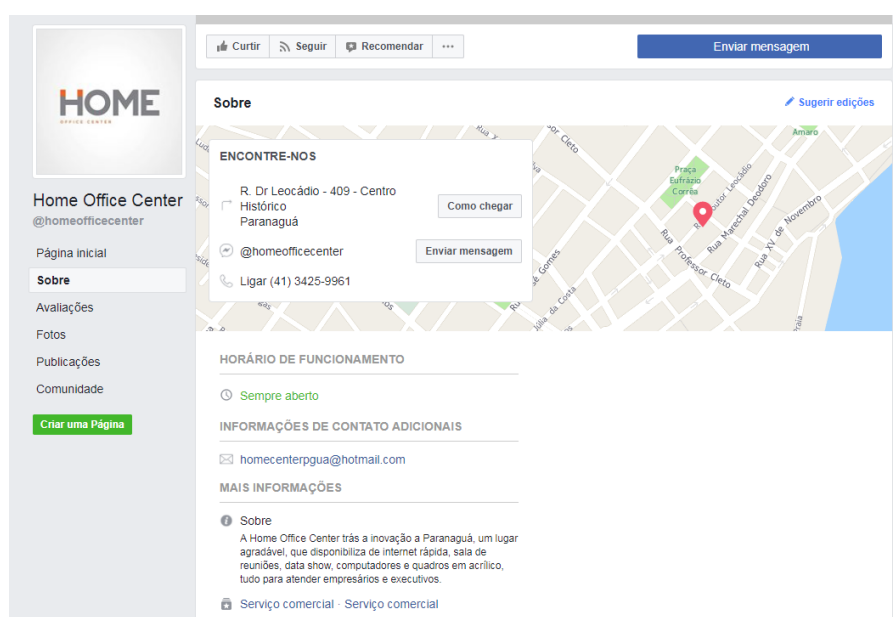 HOME
OFFICE CENTER
Home Office Center
@homeofficecenter
Página inicial
Sobre
Avaliações
Fotos
Publicações
Comunidade
Criar uma Página
Curtir Seguir Recomendar ...
Enviar mensagem
Sobre
Sugerir edições
ENCONTRE-NOS
R. Dr Leocádio - 409 - Centro
Histórico
Paranaguá
Como chegar
@homeofficecenter
Enviar mensagem
Ligar (41) 3425-9961
Amaro
Praça
Eufrázio
Correa
Rua Marechal Deodoro
Rua XV de Novembro
Rua Professor Cleto
Júlia da Costa
HORÁRIO DE FUNCIONAMENTO
Sempre aberto
INFORMAÇÕES DE CONTATO ADICIONAIS
homecenterpgua@hotmail.com
MAIS INFORMAÇÕES
Sobre
A Home Office Center trás a inovação a Paranaguá, um lugar
agradável, que disponibiliza de internet rápida, sala de
reuniões, data show, computadores e quadros em acrílico,
tudo para atender empresários e executivos.
Serviço comercial · Serviço comercial